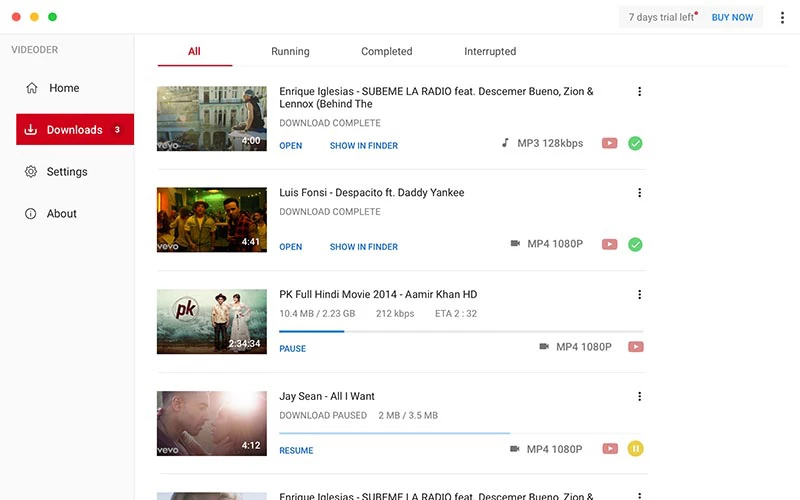 7 days trial left
BUY NOW
VIDEODER
Home
Downloads 3
Settings
About
All
Running
Completed
Interrupted
4:00
vevo
Enrique Iglesias - SUBEME LA RADIO feat. Descemer Bueno, Zion &
Lennox (Behind The
DOWNLOAD COMPLETE
OPEN
SHOW IN FINDER
MP3 128kbps
4:41
vevo
Luis Fonsi - Despacito ft. Daddy Yankee
DOWNLOAD COMPLETE
OPEN
SHOW IN FINDER
MP4 1080P
pk
2:34:34
PK Full Hindi Movie 2014 - Aamir Khan HD
10.4 MB / 2.23 GB
212 kbps
ETA 2 : 32
PAUSE
MP4 1080P
4:12
vevo
Jay Sean - All I Want
DOWNLOAD PAUSED
2 MB / 3.5 MB
RESUME
MP4 1080P
Enrique Iglesias - SUBEME LA RADIO feat. Descemer Bueno, Zion &